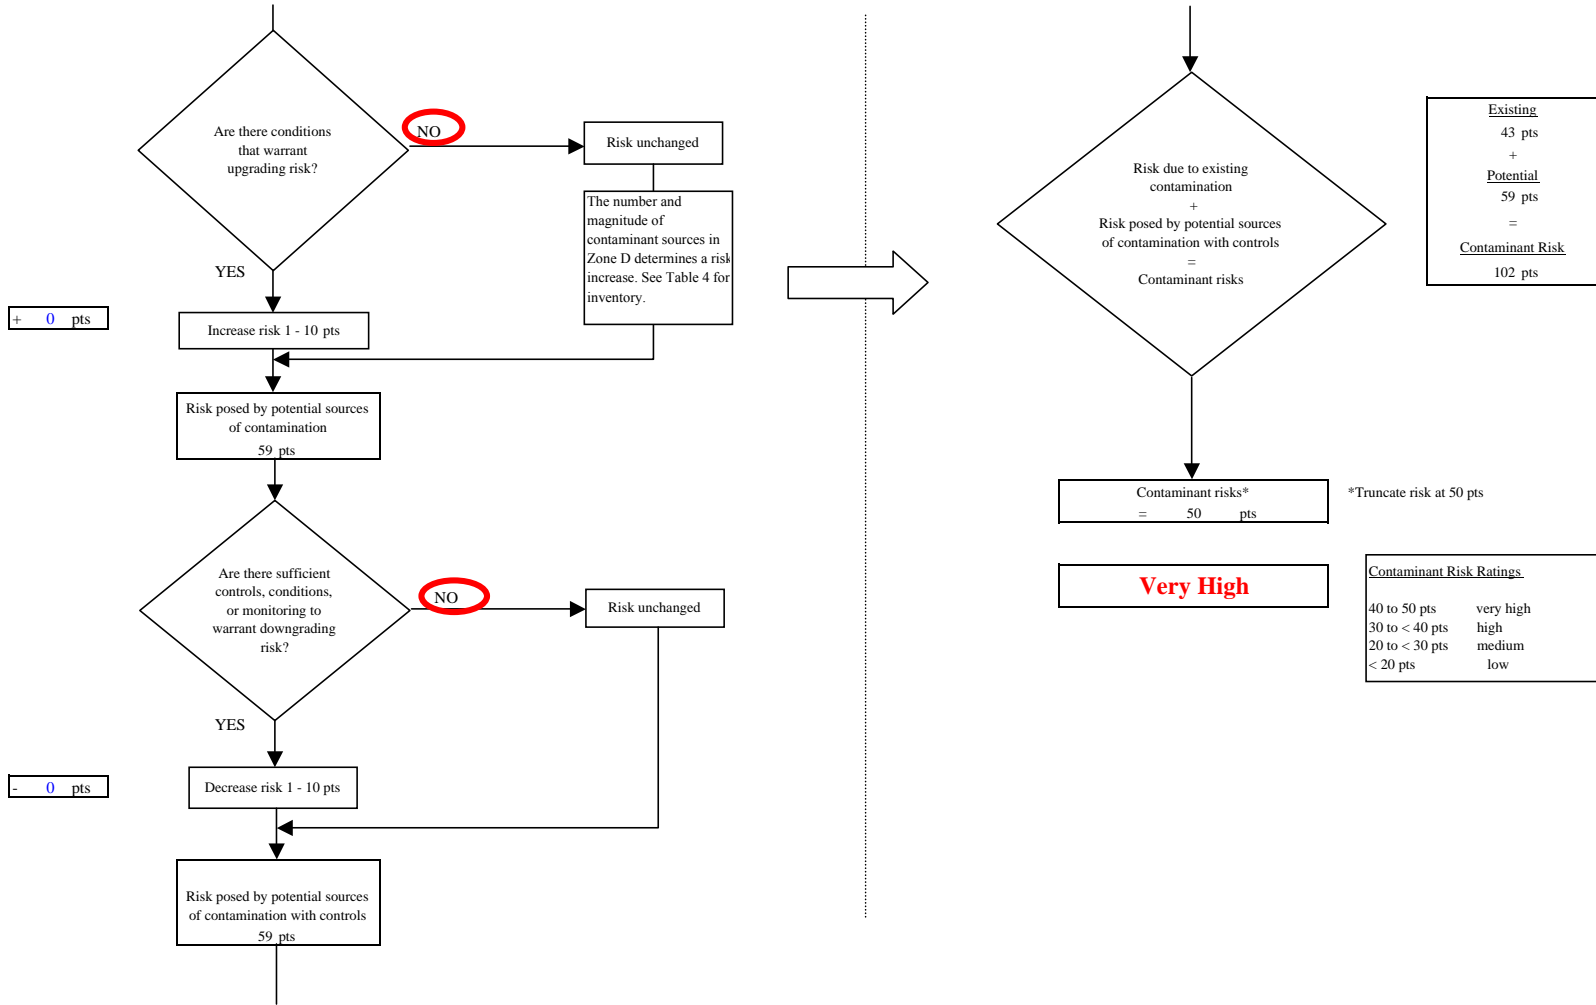 Are there conditions
that warrant
upgrading risk?
NO
Risk unchanged
The number and
magnitude of
contaminant sources in
Zone D determines a risk
increase. See Table 4 for
inventory.
YES
+ 0 pts
Increase risk 1 - 10 pts
Risk posed by potential sources
of contamination
59 pts
Are there sufficient
controls, conditions,
or monitoring to
warrant downgrading
risk?
NO
Risk unchanged
YES
- 0 pts
Decrease risk 1 - 10 pts
Risk posed by potential sources
of contamination with controls
59 pts
Risk due to existing
contamination
+
Risk posed by potential sources
of contamination with controls
=
Contaminant risks
Existing
43 pts
+
Potential
59 pts
=
Contaminant Risk
102 pts
Contaminant risks*
= 50 pts
*Truncate risk at 50 pts
Very High
Contaminant Risk Ratings
40 to 50 pts very high
30 to < 40 pts high
20 to < 30 pts medium
< 20 pts low